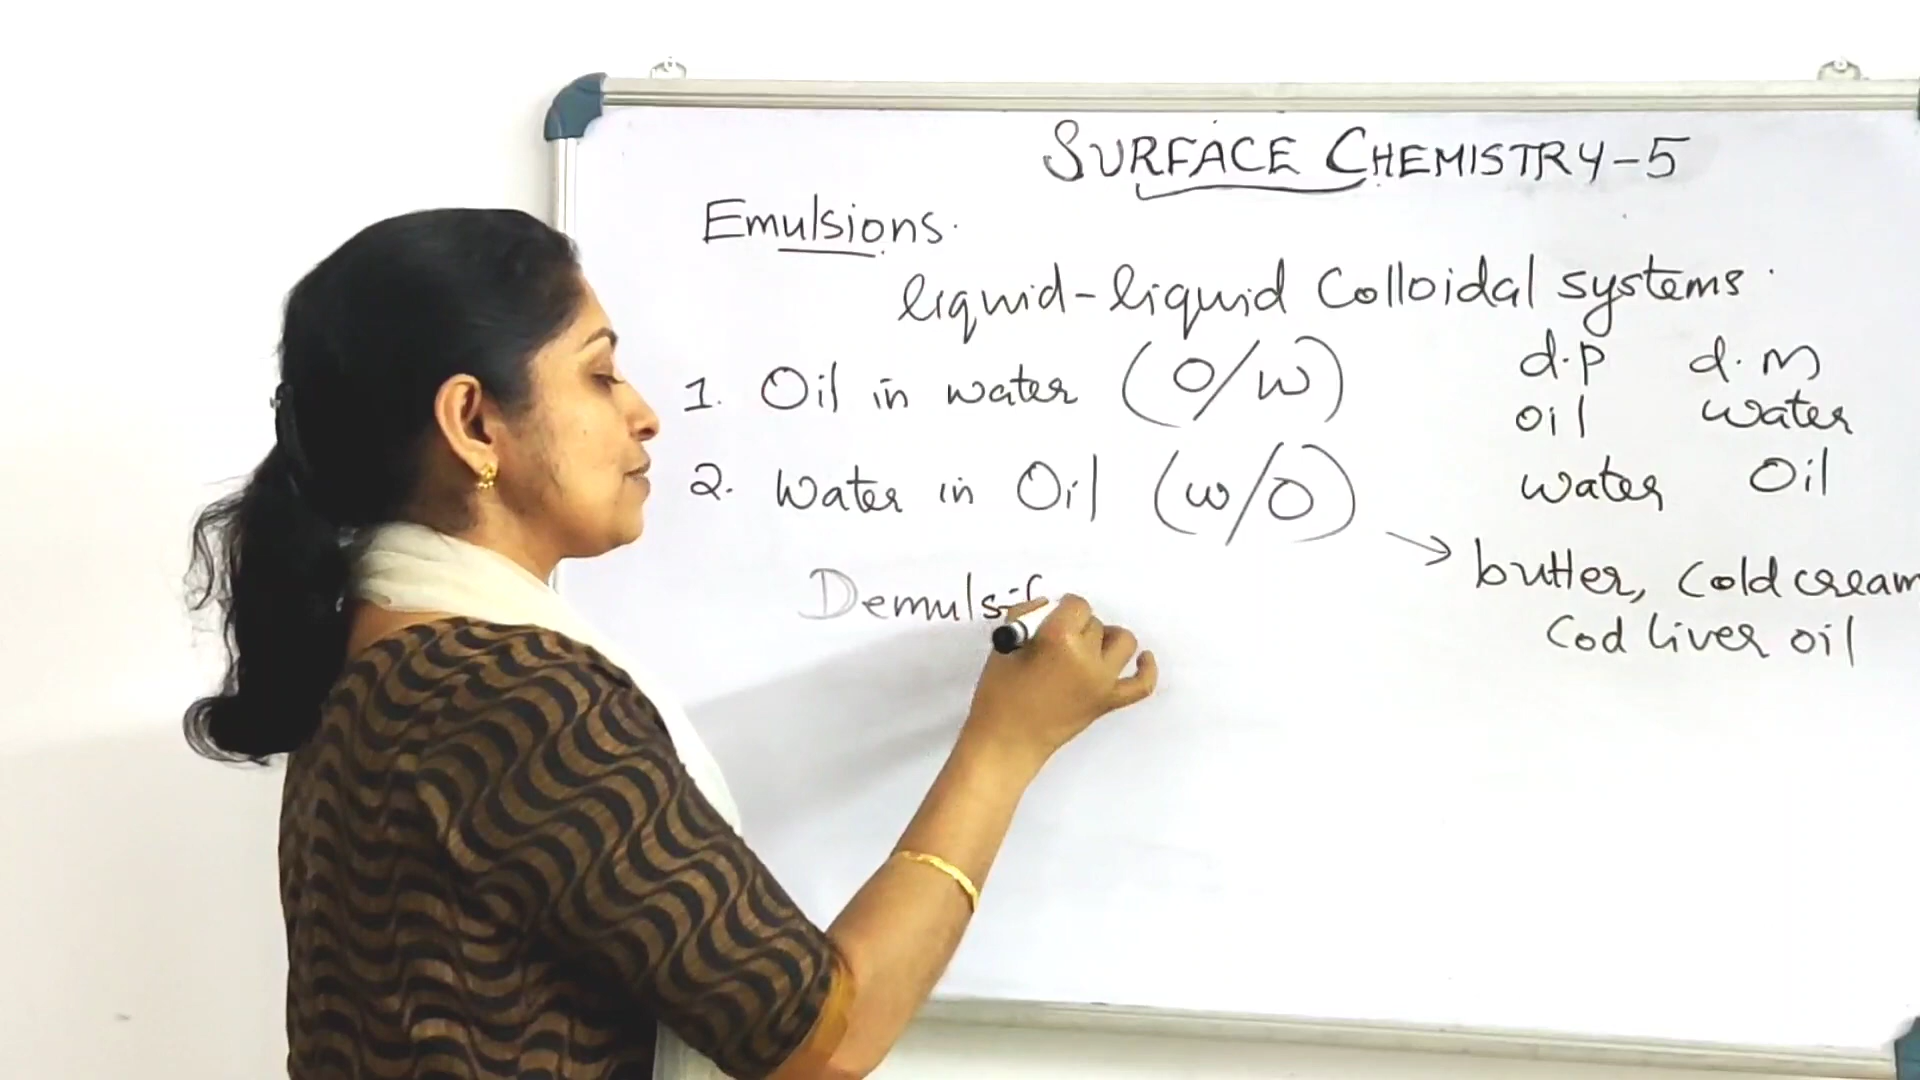 SURFACE CHEMISTRY-5
Emulsions.
liquid-liquid Colloidal systems.
d.p d.m
1. Oil in water (O/W) oil water
2. Water in Oil (W/O) water Oil
→ butter, Cold cream
Cod liver oil
Demulsif